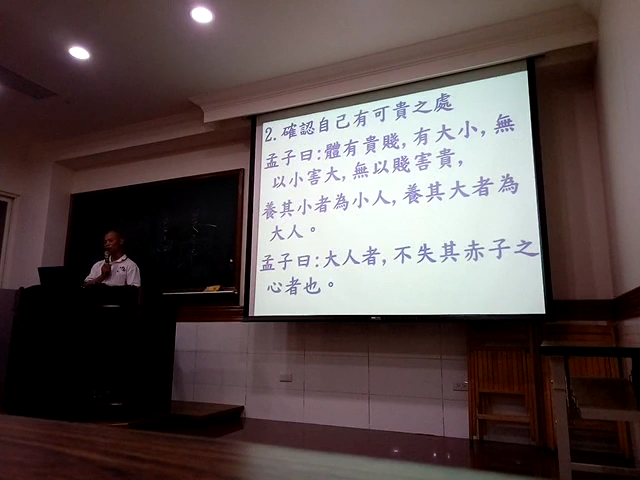 2. 確認自己有可貴之處
孟子曰:體有貴賤,有大小,無
以小害大,無以賤害貴,
養其小者為小人,養其大者為
大人。
孟子曰:大人者,不失其赤子之
心者也。